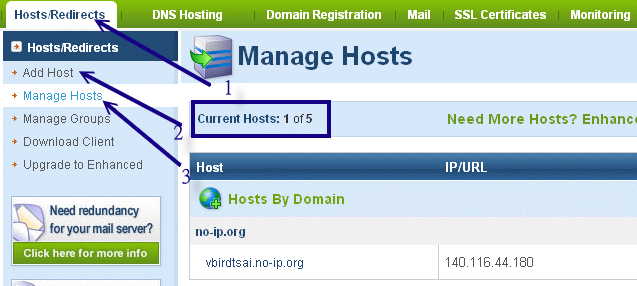 Hosts/Redirects DNS Hosting Domain Registration Mail SSL Certificates Monitoring
Hosts/Redirects
Add Host
Manage Hosts
Manage Groups
Download Client
Upgrade to Enhanced
Need redundancy
for your mail server?
Click here for more info
1
2
3
Manage Hosts
Current Hosts: 1 of 5
Need More Hosts? Enhanc
Host IP/URL
Hosts By Domain
no-ip.org
vbirdtsai.no-ip.org 140.116.44.180